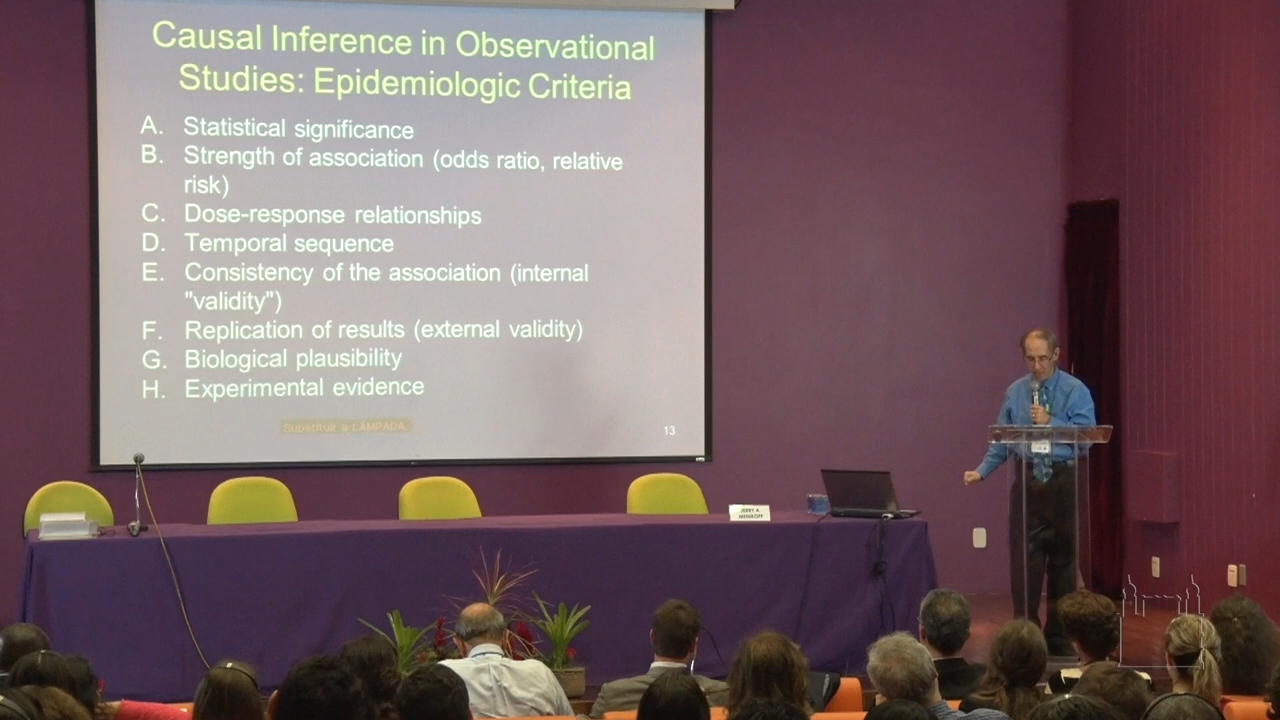 Causal Inference in Observational
Studies: Epidemiologic Criteria
A. Statistical significance
B. Strength of association (odds ratio, relative
risk)
C. Dose-response relationships
D. Temporal sequence
E. Consistency of the association (internal
"validity")
F. Replication of results (external validity)
G. Biological plausibility
H. Experimental evidence
Substituir a LÂMPADA.
13
JERRY A.
MENIKOFF